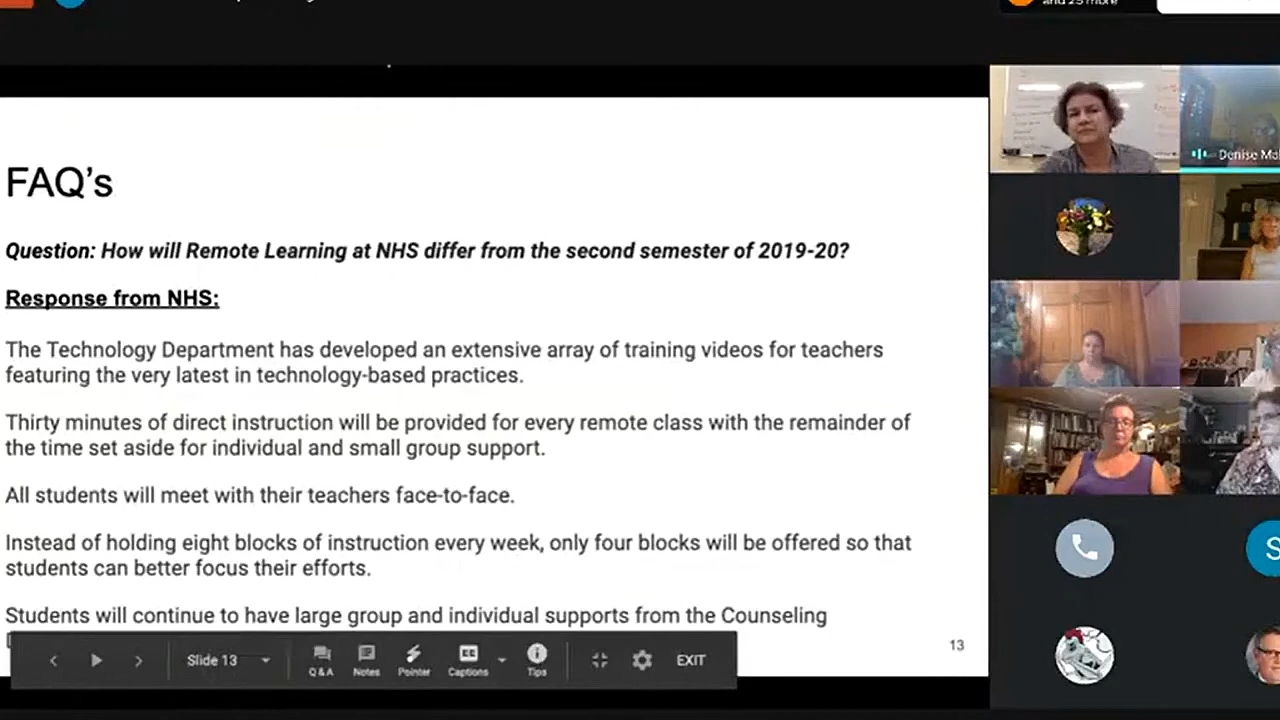 and 25 more
FAQ's
Question: How will Remote Learning at NHS differ from the second semester of 2019-20?
Response from NHS:
The Technology Department has developed an extensive array of training videos for teachers
featuring the very latest in technology-based practices.
Thirty minutes of direct instruction will be provided for every remote class with the remainder of
the time set aside for individual and small group support.
All students will meet with their teachers face-to-face.
Instead of holding eight blocks of instruction every week, only four blocks will be offered so that
students can better focus their efforts.
Students will continue to have large group and individual supports from the Counseling
13
Slide 13
Q&A
Notes
Pointer
Captions
Tips
EXIT
Denise
S